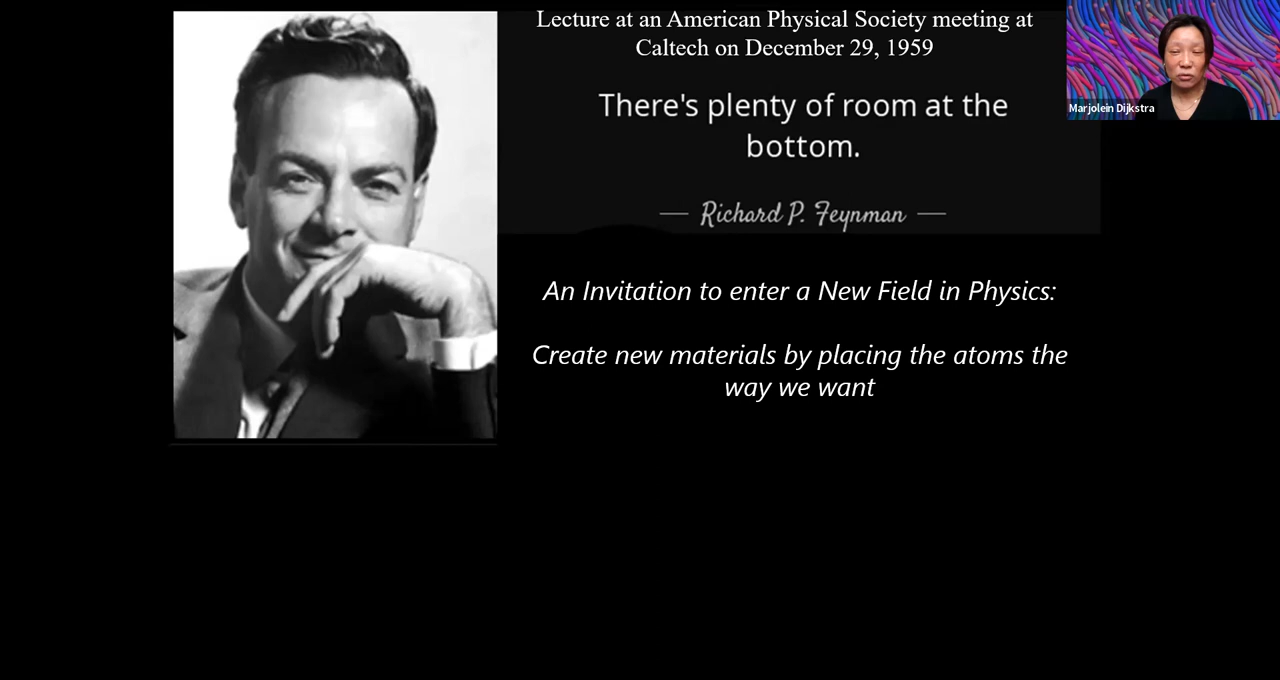 Lecture at an American Physical Society meeting at
Caltech on December 29, 1959
There's plenty of room at the
bottom.
— Richard P. Feynman —
An Invitation to enter a New Field in Physics:
Create new materials by placing the atoms the
way we want
Marjolein Dijkstra